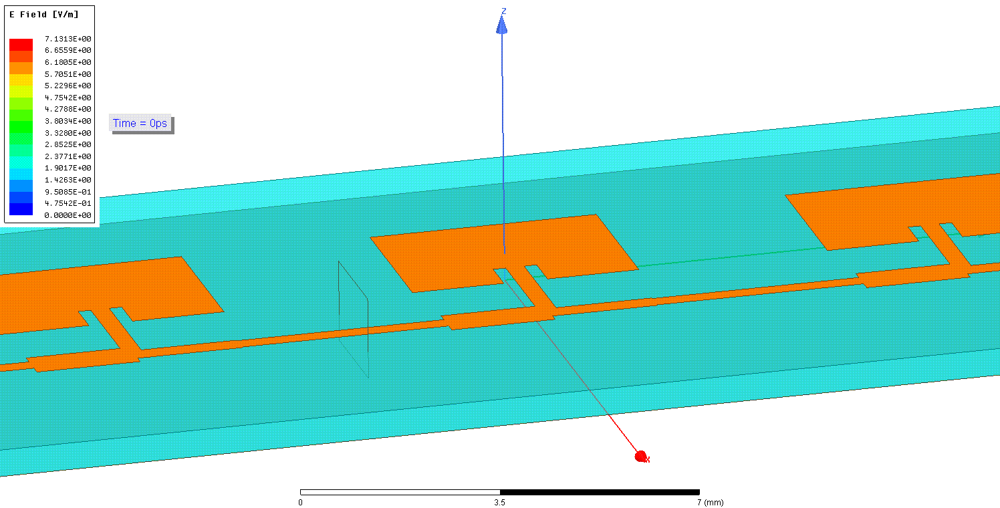 E Field [V/m]
7.1313E+00
6.6559E+00
6.1805E+00
5.7051E+00
5.2296E+00
4.7542E+00
4.2788E+00
3.8034E+00
3.3280E+00
2.8525E+00
2.3771E+00
1.9017E+00
1.4263E+00
9.5085E-01
4.7542E-01
0.0000E+00
Time = 0ps
Z
X
0 3.5 7 (mm)